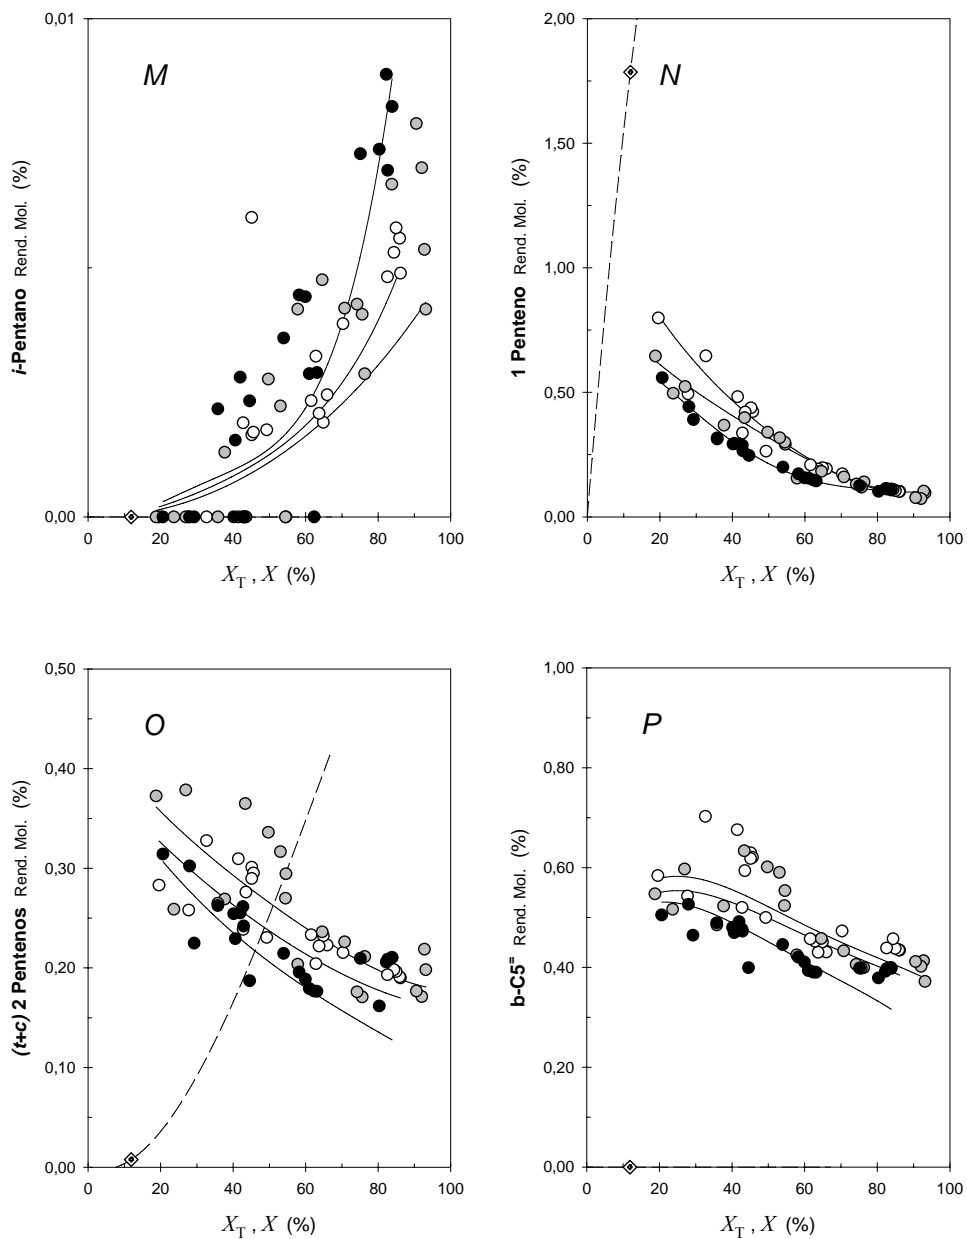 0,01
M
i-Pentano Rend. Mol. (%)
0,00
0 20 40 60 80 100
X_T , X (%)
2,00
N
1,50
1 Penteno Rend. Mol. (%)
1,00
0,50
0,00
0 20 40 60 80 100
X_T , X (%)
0,50
O
0,40
(t+c) 2 Pentenos Rend. Mol. (%)
0,30
0,20
0,10
0,00
0 20 40 60 80 100
X_T , X (%)
1,00
P
0,80
b-C5⁼ Rend. Mol. (%)
0,60
0,40
0,20
0,00
0 20 40 60 80 100
X_T , X (%)